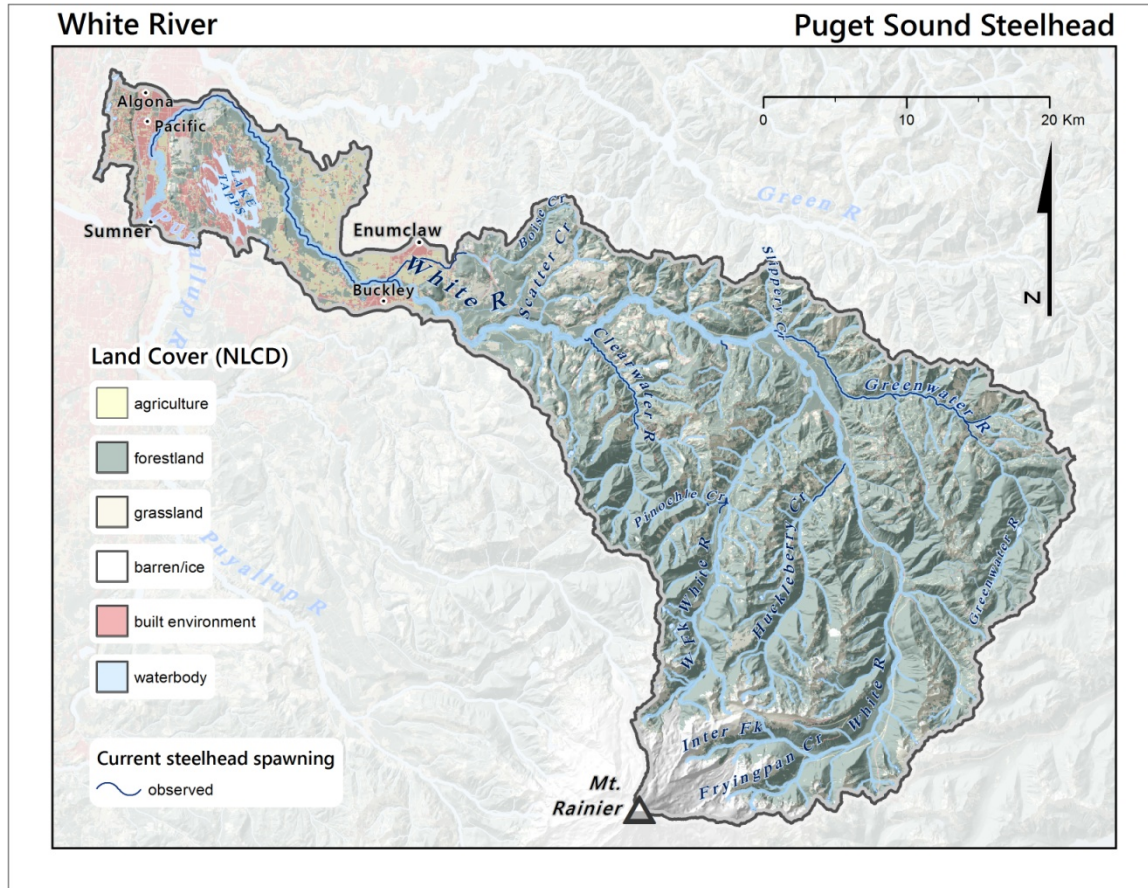 White River
Puget Sound Steelhead
Algona
Pacific
LAKE
TAPPS
Sumner
Puyallup R
Enumclaw
Buckley
White R
Boise Cr
Scatter Cr
Green R
Slippery Cr
0 10 20 Km
N
Clearwater R
Greenwater R
Pinochle Cr
Huckleberry Cr
W Fk White R
Greenwater R
White R
Inter Fk
Fryingpan Cr
Mt.
Rainier
Puyallup R
Land Cover (NLCD)
agriculture
forestland
grassland
barren/ice
built environment
waterbody
Current steelhead spawning
observed